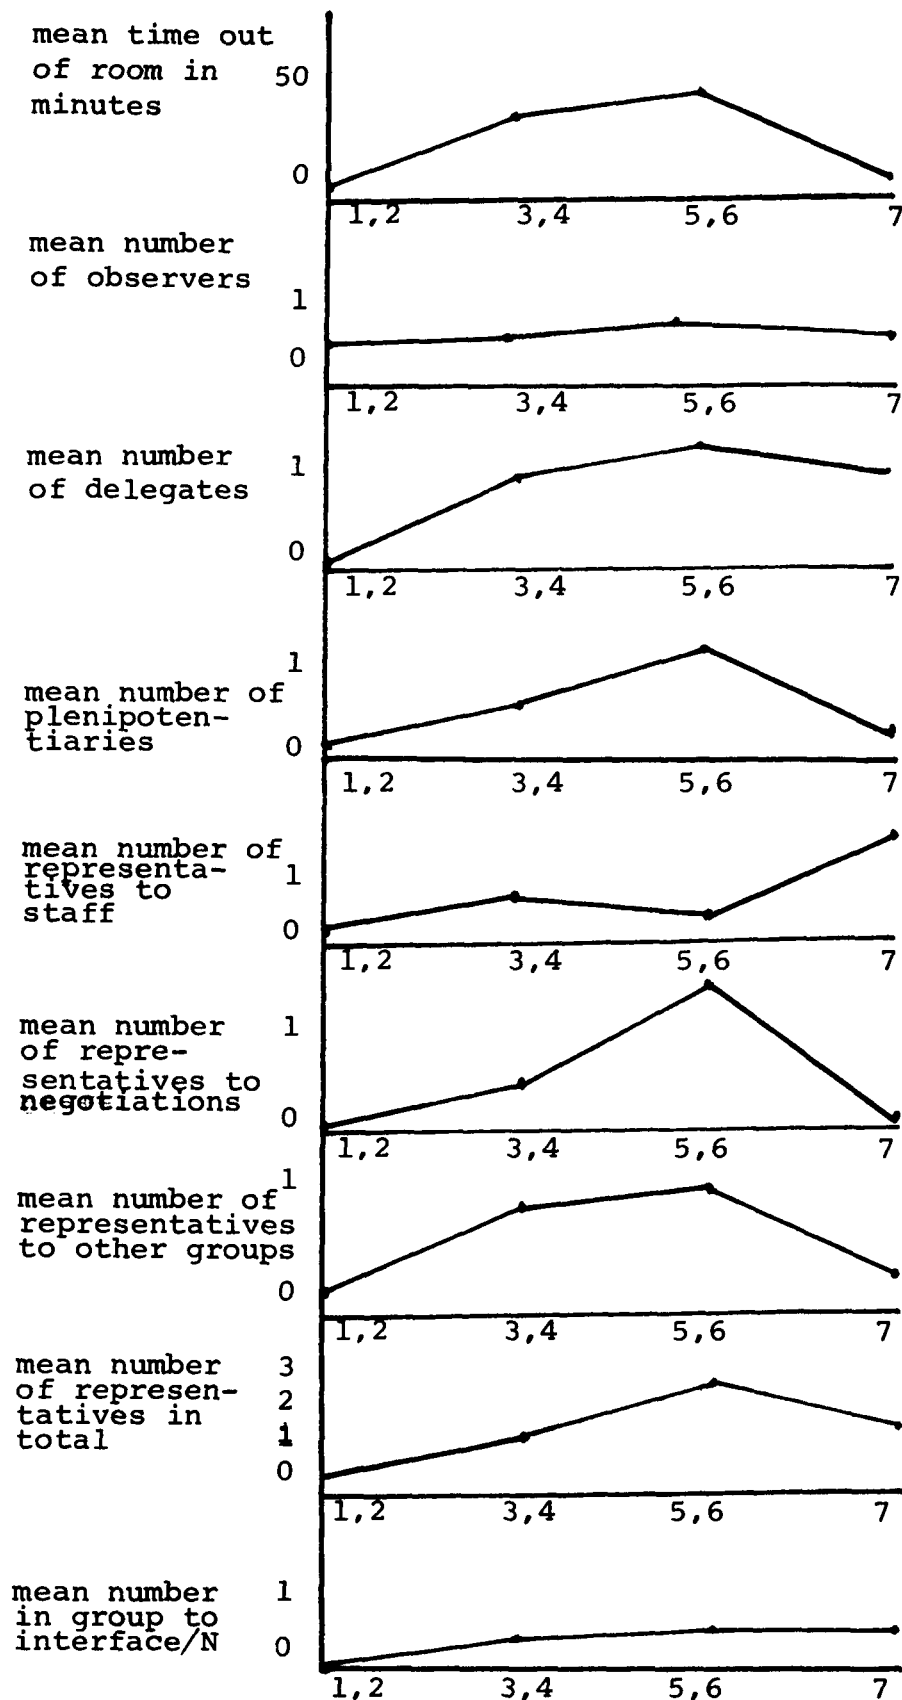 mean time out
of room in 50
minutes
0
1,2 3,4 5,6 7
mean number
of observers
1
0
1,2 3,4 5,6 7
mean number 1
of delegates
0
1,2 3,4 5,6 7
1
mean number of
plenipoten-
tiaries 0
1,2 3,4 5,6 7
mean number of
representa- 1
tives to
staff
0
1,2 3,4 5,6 7
mean number 1
of repre-
sentatives to
negotiations
0
1,2 3,4 5,6 7
1
mean number of
representatives
to other groups
0
1,2 3,4 5,6 7
mean number 3
of represen- 2
tatives in 1
total
0
1,2 3,4 5,6 7
mean number 1
in group to
interface/N 0
1,2 3,4 5,6 7